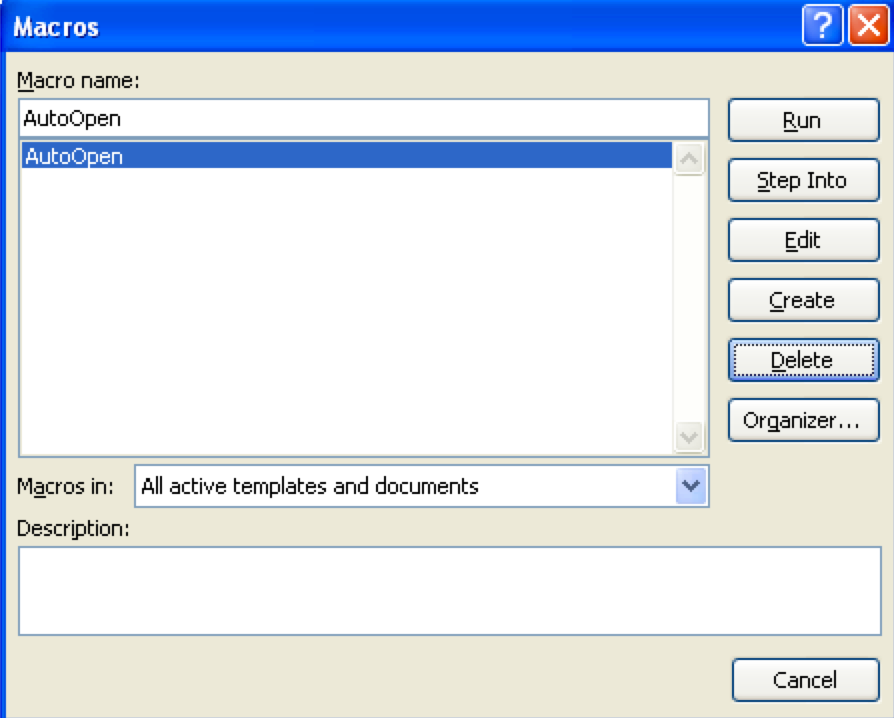 Macros
Macro name:
AutoOpen
AutoOpen
Run
Step Into
Edit
Create
Delete
Organizer...
Macros in: All active templates and documents
Description:
Cancel